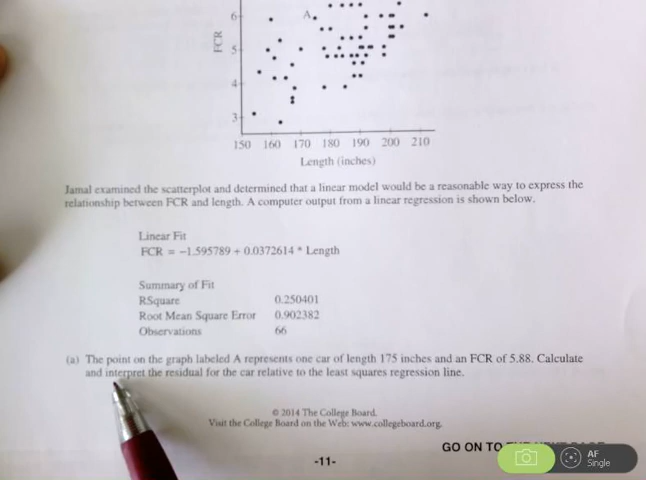 6
A
FCR
5
4
3
150 160 170 180 190 200 210
Length (inches)
Jamal examined the scatterplot and determined that a linear model would be a reasonable way to express the
relationship between FCR and length. A computer output from a linear regression is shown below.
Linear Fit
FCR = −1.595789 + 0.0372614 * Length
Summary of Fit
RSquare 0.250401
Root Mean Square Error 0.902382
Observations 66
(a) The point on the graph labeled A represents one car of length 175 inches and an FCR of 5.88. Calculate
and interpret the residual for the car relative to the least squares regression line.
© 2014 The College Board.
Visit the College Board on the Web: www.collegeboard.org.
GO ON TO
-11-
AF
Single